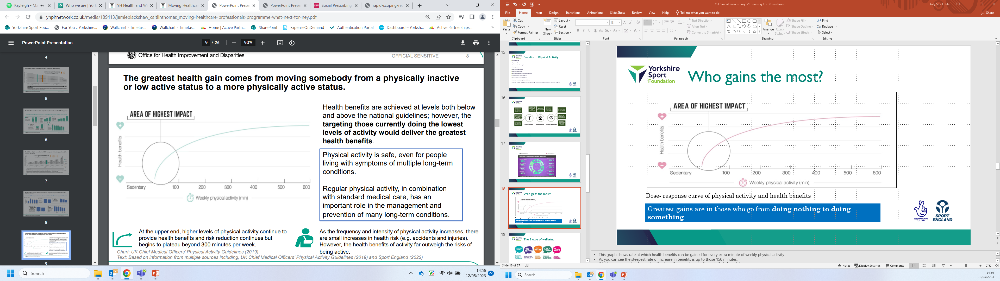 Kayleigh • Ma
Who we are | York
YH Health and W
Moving Healthcar
PowerPoint Prese
PowerPoint Prese
Social Prescribing
rapid-scoping-re
yhphnetwork.co.uk/media/189413/jamieblackshaw_caitlinthomas_moving-healthcare-professionals-programme-what-next-for-ney.pdf
Yorkshire Sport Fou...
For You :: Yorkshire...
Wallchart - Timetas...
Wallchart - Timetas...
Home | Active Partn...
SharePoint
ExpenseOnDemand
Authentication Portal
Dashboard – Yorksh...
Active Partnerships...
PowerPoint Presentation
9 / 26
90%
4
5
6
7
8
9
Office for Health Improvement and Disparities
OFFICIAL SENSITIVE
8
The greatest health gain comes from moving somebody from a physically inactive
or low active status to a more physically active status.
AREA OF HIGHEST IMPACT
Health benefits
Sedentary 100 200 300 400 500 600
Weekly physical activity (min)
Health benefits are achieved at levels both below
and above the national guidelines; however, the
targeting those currently doing the lowest
levels of activity would deliver the greatest
health benefits.
Physical activity is safe, even for people
living with symptoms of multiple long-term
conditions.
Regular physical activity, in combination
with standard medical care, has an
important role in the management and
prevention of many long-term conditions.
At the upper end, higher levels of physical activity continue to
provide health benefits and risk reduction continues but
begins to plateau beyond 300 minutes per week.
As the frequency and intensity of physical activity increases, there
are small increases in health risk (e.g. accidents and injuries).
However, the health benefits of activity far outweigh the risks of
being active.
Chart: UK Chief Medical Officers' Physical Activity Guidelines (2019).
Text: Based on information from multiple sources including, UK Chief Medical Officers' Physical Activity Guidelines (2019) and Sport England (2022)
Search
14:56
12/05/2023
22
YSF Social Prescribing F2F Training 1 - PowerPoint
Katy Stockdale
File Home Insert Design Transitions Animations Slide Show Review View Help Tell me what you want to do
Share
Paste
Cut
Copy
Format Painter
Clipboard
New
Slide
Layout
Reset
Section
Slides
18
Font
Text Direction
Align Text
Convert to SmartArt
Paragraph
Arrange
Quick
Styles
Shape Fill
Shape Outline
Shape Effects
Drawing
Find
Replace
Select
Editing
15
Benefits to Physical Activity
16
17
18
Who gains the most?
19
The 5 ways of wellbeing
CONNECT
BE ACTIVE
KEEP LEARNING
Give
Yorkshire
Sport
Foundation
Who gains the most?
AREA OF HIGHEST IMPACT
Health benefits
Sedentary 100 200 300 400 500 600
Weekly physical activity (min)
Dose- response curve of physical activity and health benefits
Greatest gains are in those who go from doing nothing to doing
something
THE NATIONAL
LOTTERY
SPORT
ENGLAND
• This graph shows rate at which health benefits can be gained for every extra minute of weekly physical activity
• As you can see the steepest rate of increase in benefits is up to those 150 minutes.
Slide 18 of 27
Notes
Display Settings
Comments
107%
Search
14:56
12/05/2023